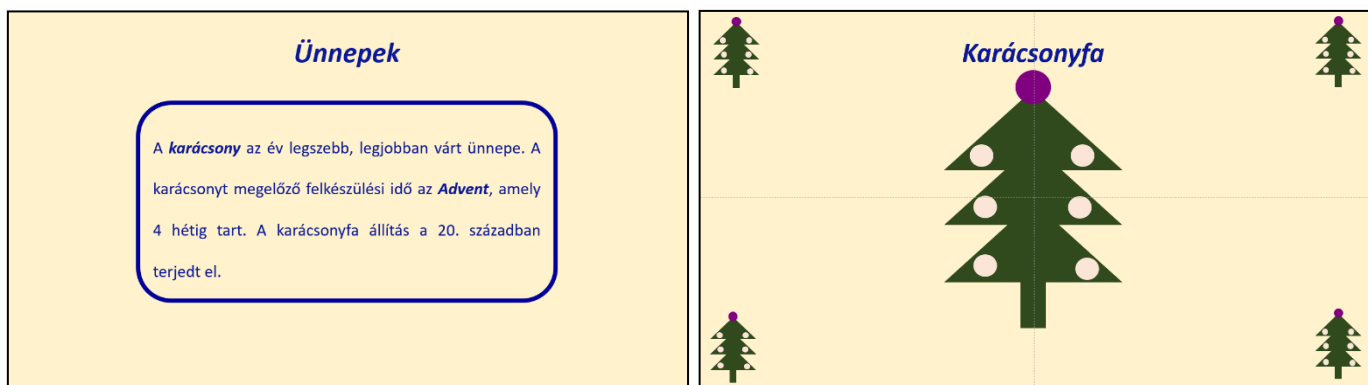 Ünnepek
A karácsony az év legszebb, legjobban várt ünnepe. A
karácsonyt megelőző felkészülési idő az Advent, amely
4 hétig tart. A karácsonyfa állítás a 20. században
terjedt el.
Karácsonyfa